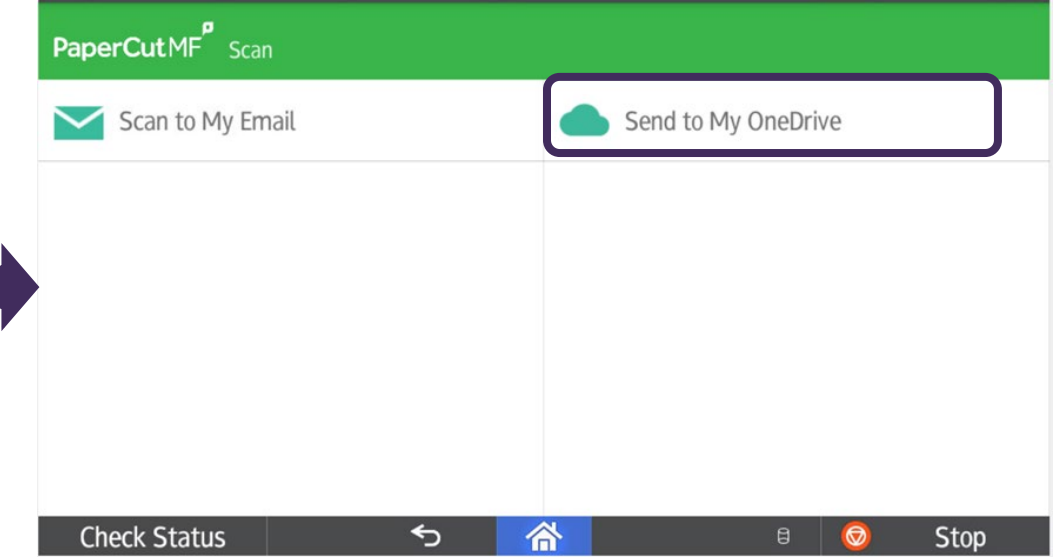 PaperCutMF Scan
Scan to My Email
Send to My OneDrive
Check Status
Stop